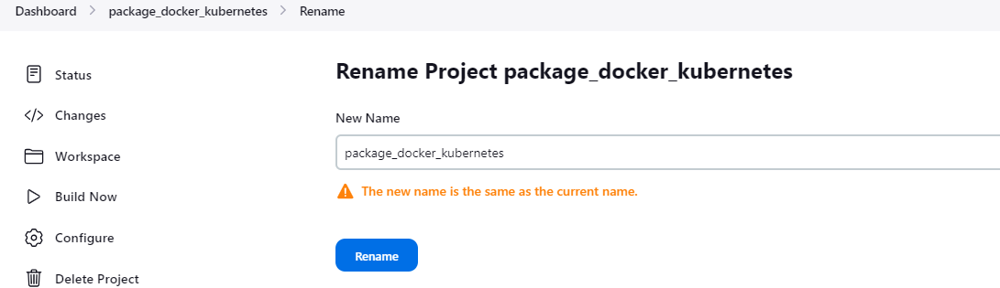 Dashboard > package_docker_kubernetes > Rename
Status
Changes
Workspace
Build Now
Configure
Delete Project
Rename Project package_docker_kubernetes
New Name
package_docker_kubernetes
The new name is the same as the current name.
Rename